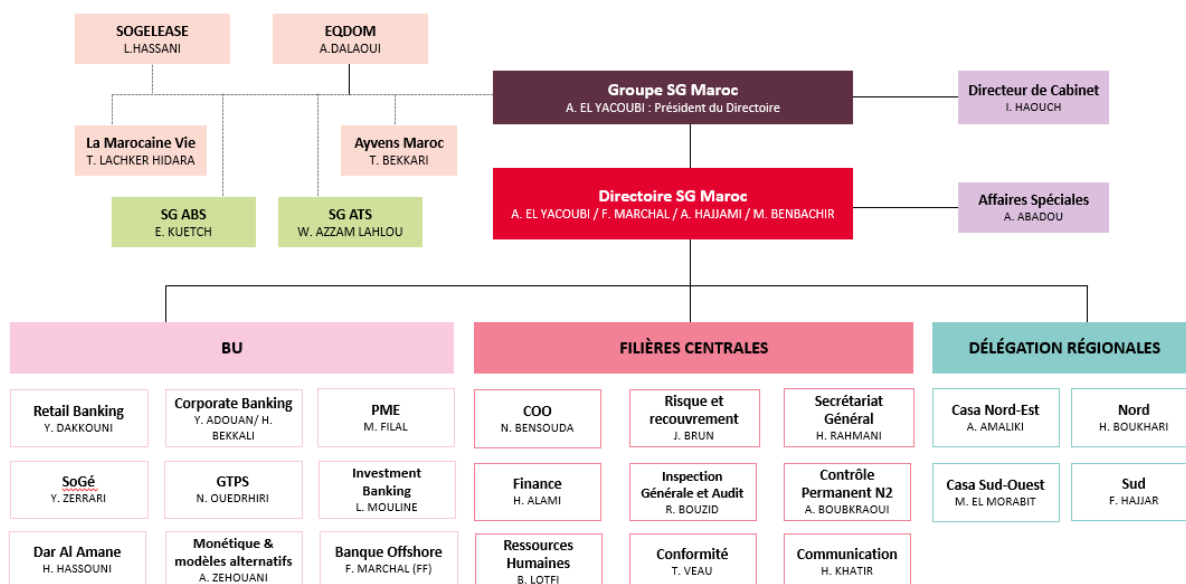 SOGELEASE
L.HASSANI
EQDOM
A.DALAOUI
Groupe SG Maroc
A. EL YACOUBI : Président du Directoire
Directeur de Cabinet
I. HAOUCH
La Marocaine Vie
T. LACHKER HIDARA
Ayvens Maroc
T. BEKKARI
Directoire SG Maroc
A. EL YACOUBI / F. MARCHAL / A. HAJJAMI / M. BENBACHIR
Affaires Spéciales
A. ABADOU
SG ABS
E. KUETCH
SG ATS
W. AZZAM LAHLOU
BU
FILIÈRES CENTRALES
DÉLÉGATION RÉGIONALES
Retail Banking
Y. DAKKOUNI
Corporate Banking
Y. ADOUAN/ H.
BEKKALI
PME
M. FILAL
COO
N. BENSOUDA
Risque et
recouvrement
J. BRUN
Secrétariat
Général
H. RAHMANI
Casa Nord-Est
A. AMALIKI
Nord
H. BOUKHARI
SoGé
Y. ZERRARI
GTPS
N. OUEDRHIRI
Investment
Banking
L. MOULINE
Finance
H. ALAMI
Inspection
Générale et Audit
R. BOUZID
Contrôle
Permanent N2
A. BOUBKRAOUI
Casa Sud-Ouest
M. EL MORABIT
Sud
F. HAJJAR
Dar Al Amane
H. HASSOUNI
Monétique &
modèles alternatifs
A. ZEHOUANI
Banque Offshore
F. MARCHAL (FF)
Ressources
Humaines
B. LOTFI
Conformité
T. VEAU
Communication
H. KHATIR